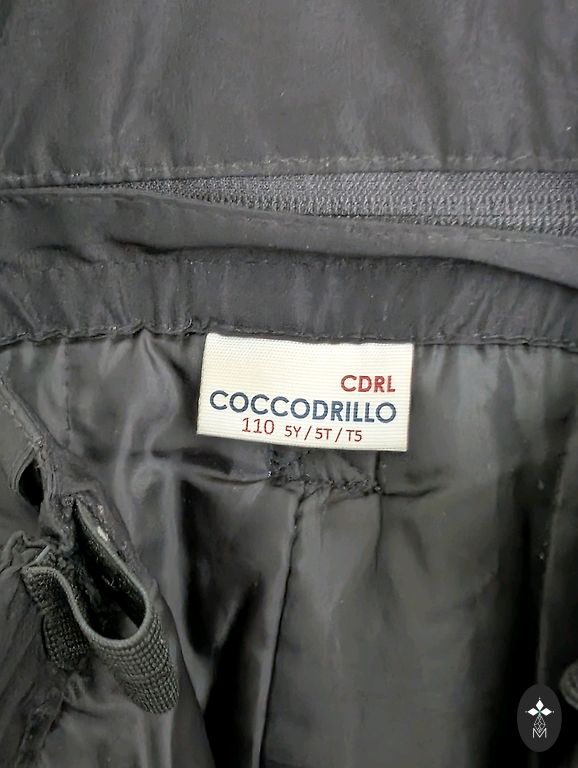 CDRL
COCCODRILLO
110 5Y / 5T / T5
M